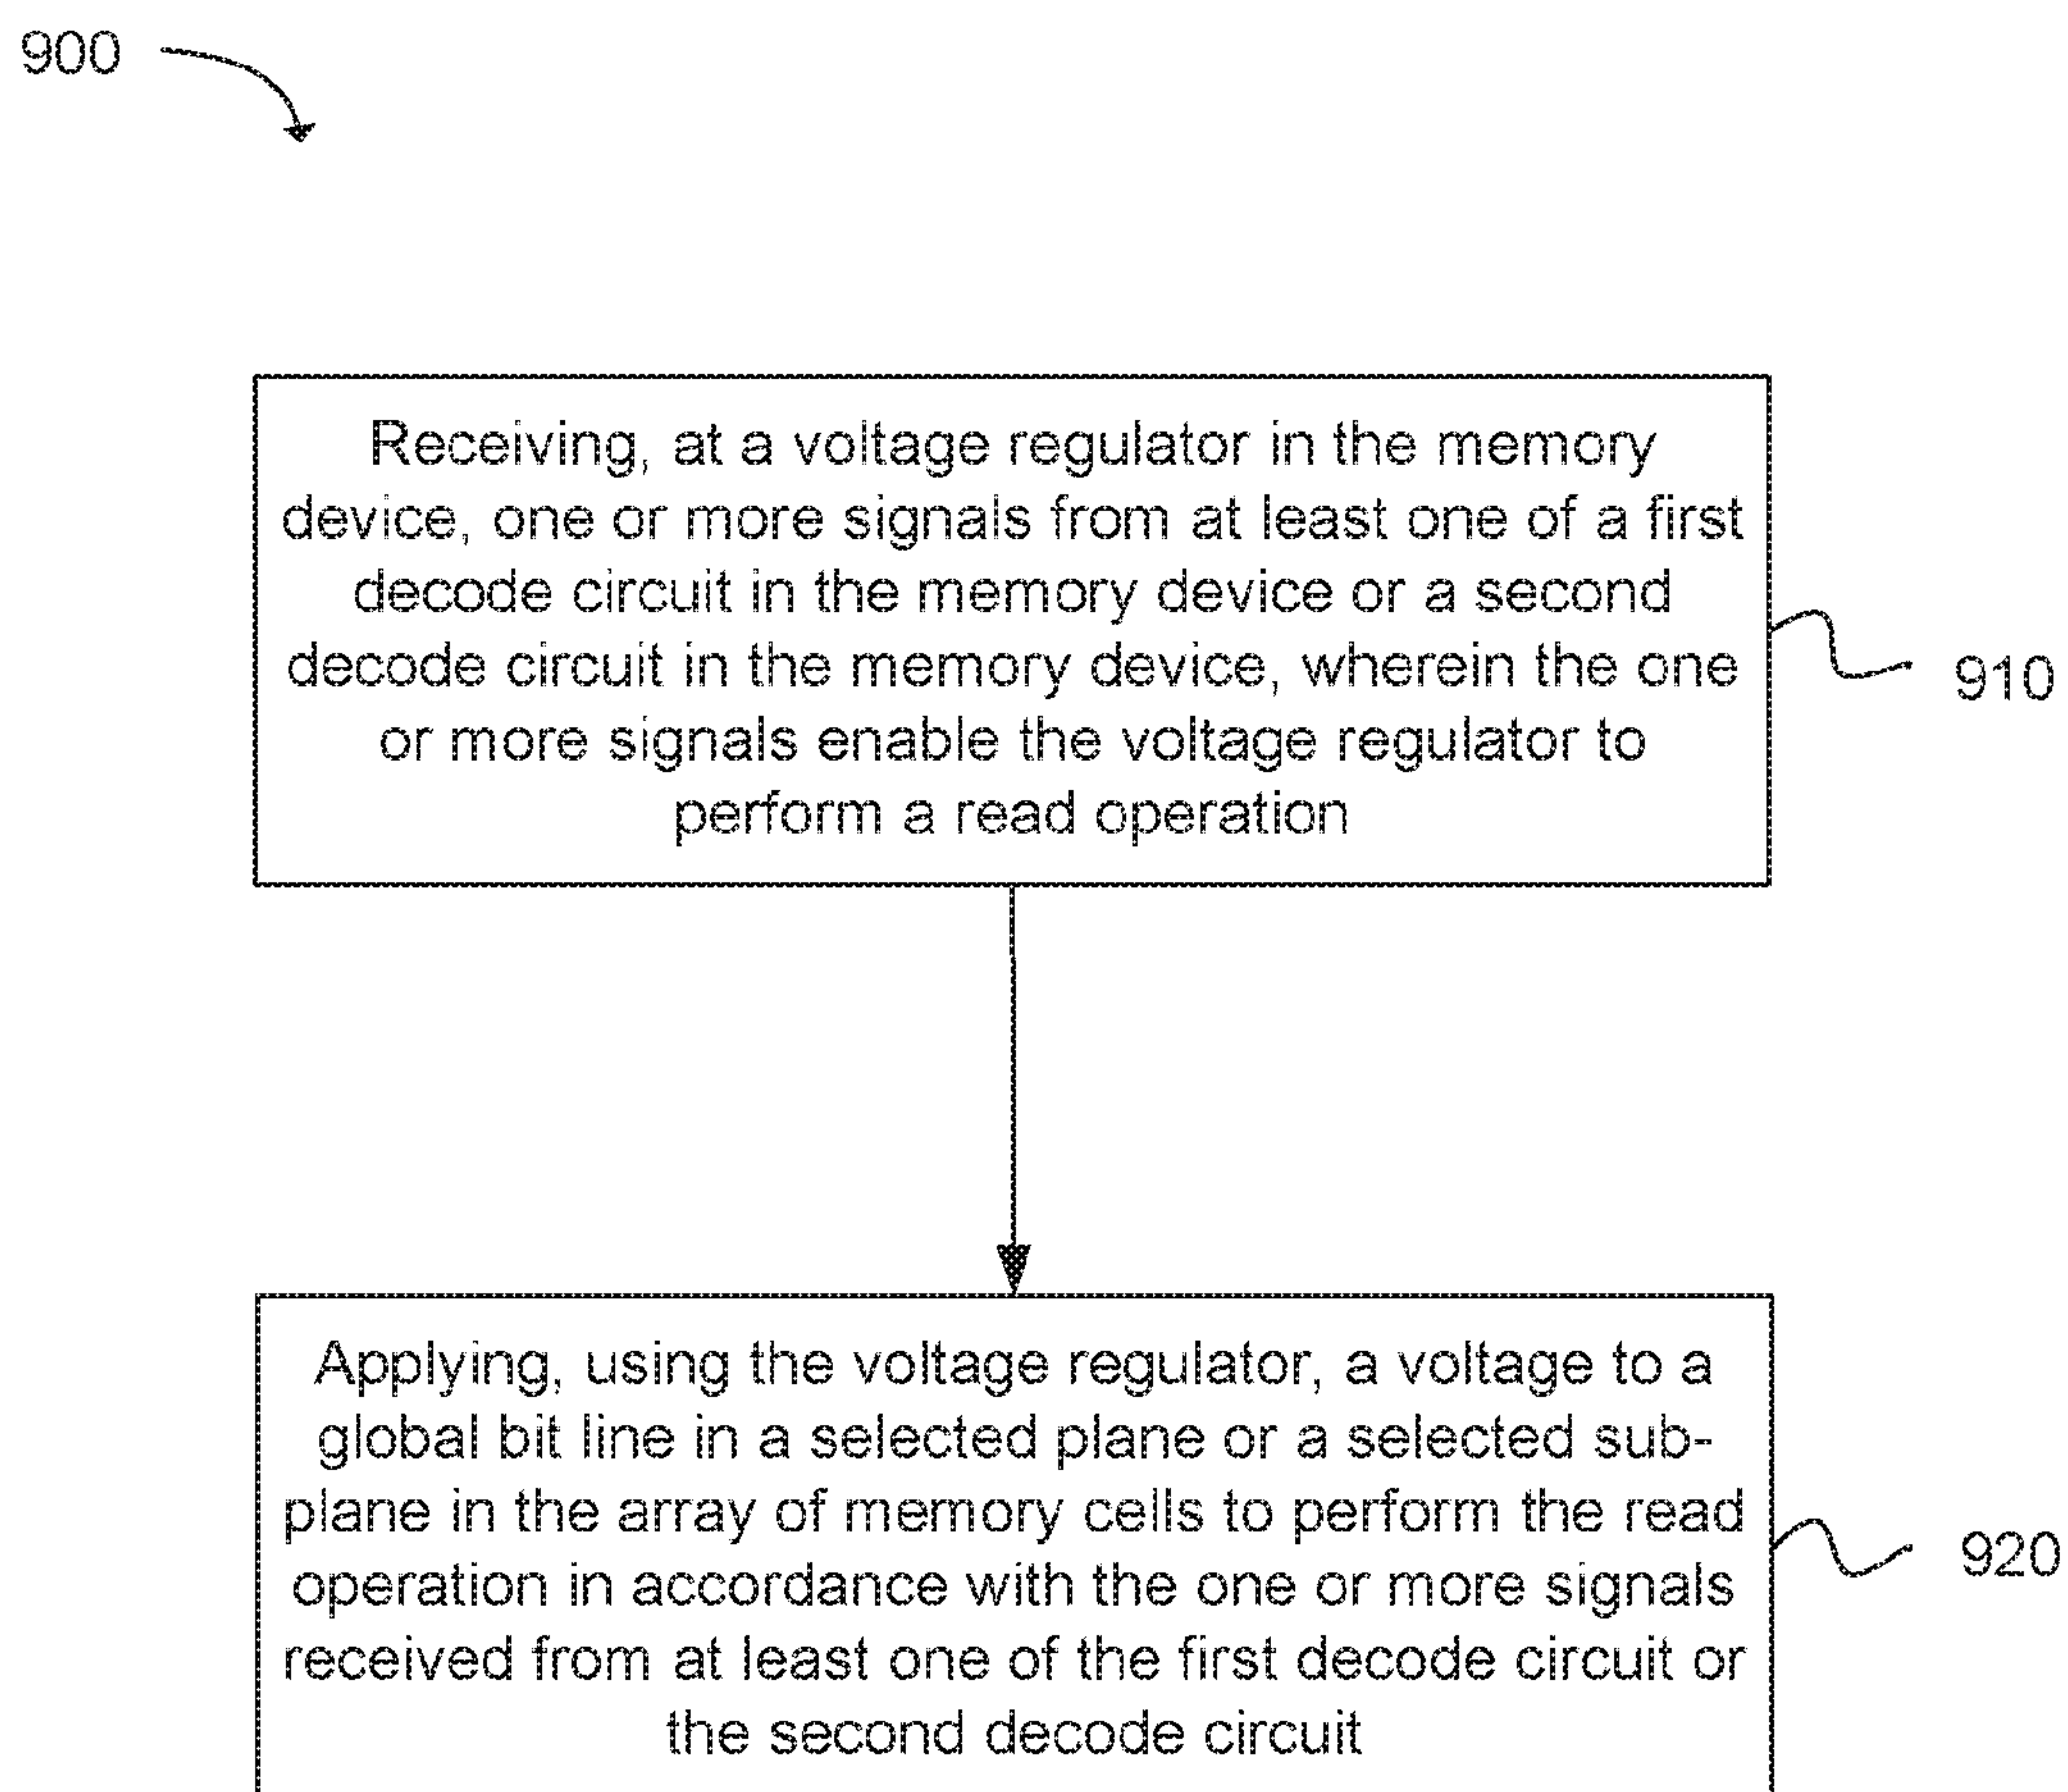 900
Receiving, at a voltage regulator in the memory
device, one or more signals from at least one of a first
decode circuit in the memory device or a second
decode circuit in the memory device, wherein the one
or more signals enable the voltage regulator to
perform a read operation
910
Applying, using the voltage regulator, a voltage to a
global bit line in a selected plane or a selected sub-
plane in the array of memory cells to perform the read
operation in accordance with the one or more signals
received from at least one of the first decode circuit or
the second decode circuit
920